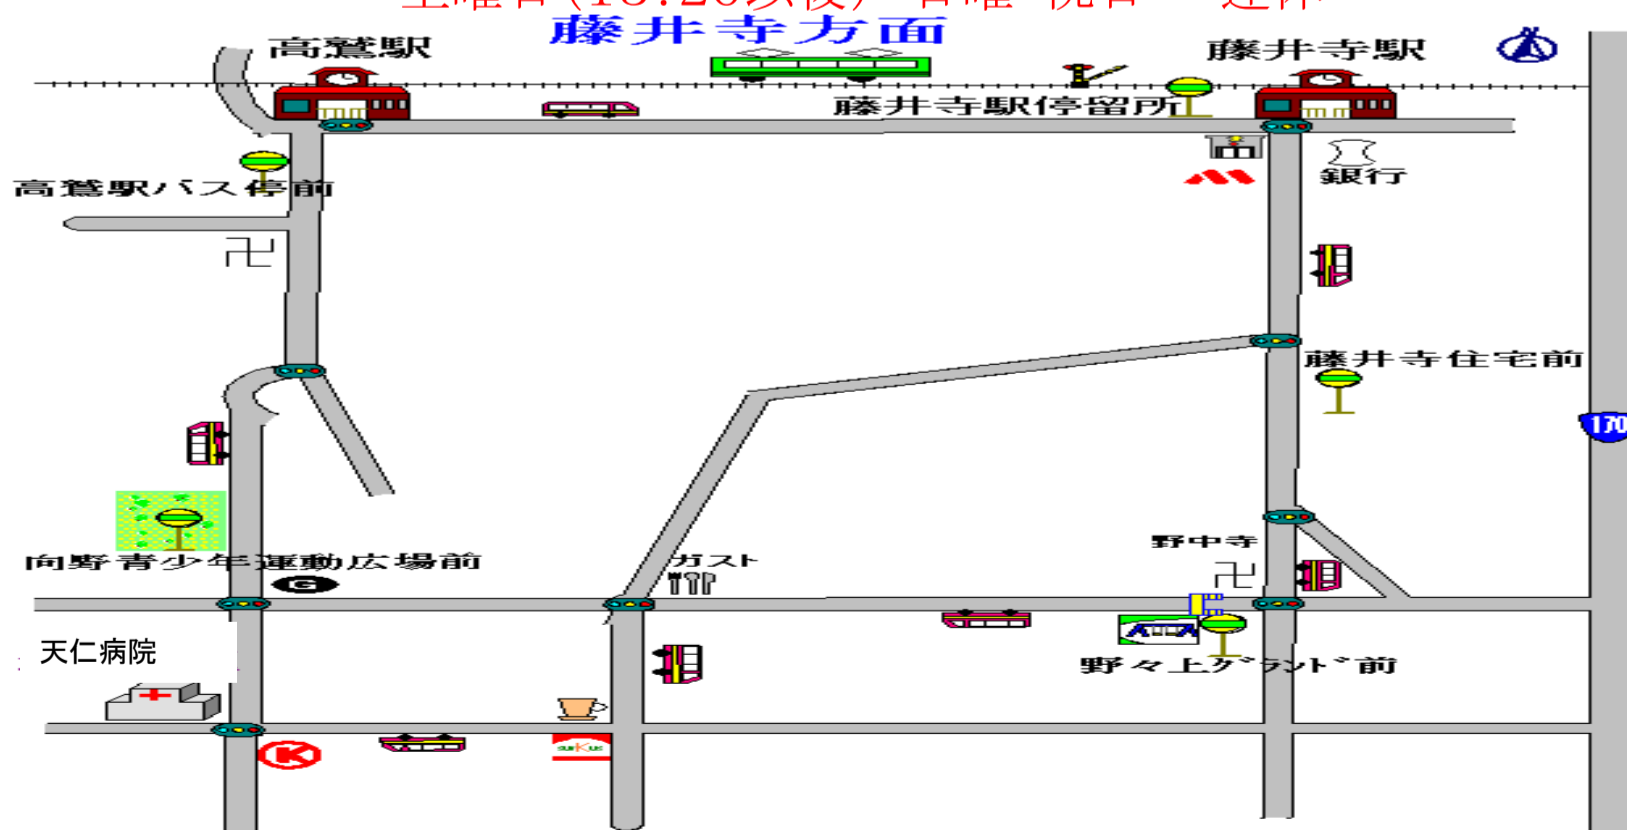 藤井寺方面
高鷲駅
藤井寺駅
藤井寺駅停留所
銀行
高鷲駅バス停前
藤井寺住宅前
170
野中寺
向野青少年運動広場前
ガスト
G
天仁病院
野々上グランド前
K
sunkus